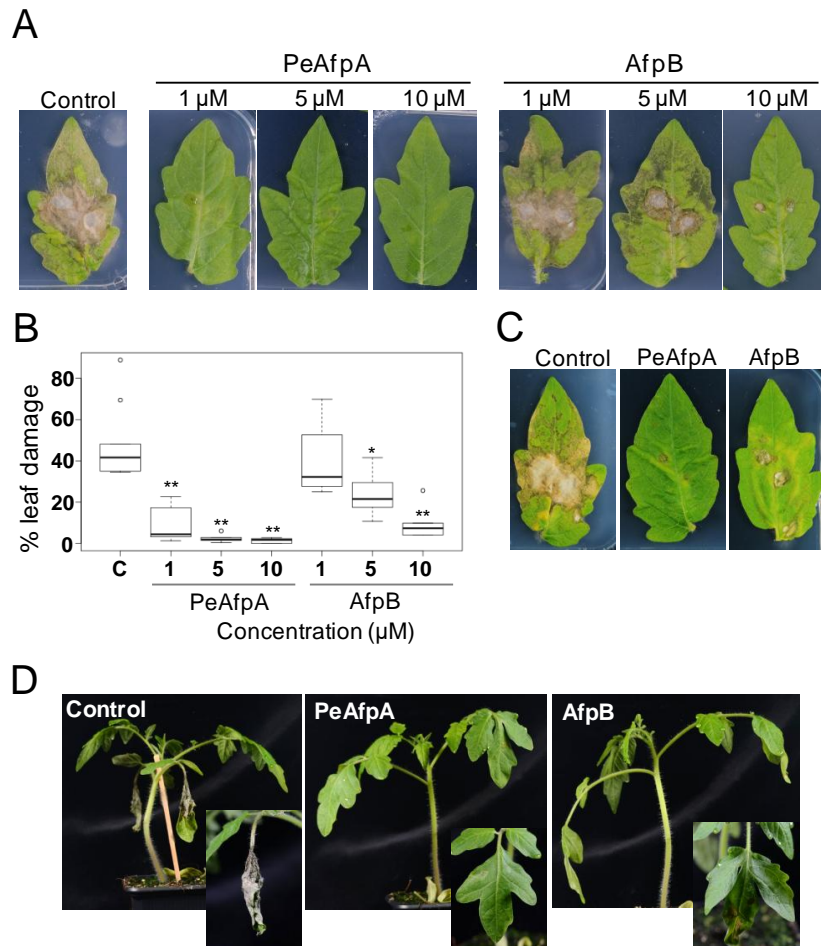 A
PeAfpA
AfpB
Control
1 µM
5 µM
10 µM
1 µM
5 µM
10 µM
B
% leaf damage
80
60
40
20
0
**
**
**
*
**
C
1
5
10
1
5
10
PeAfpA
AfpB
Concentration (µM)
C
Control
PeAfpA
AfpB
D
Control
PeAfpA
AfpB